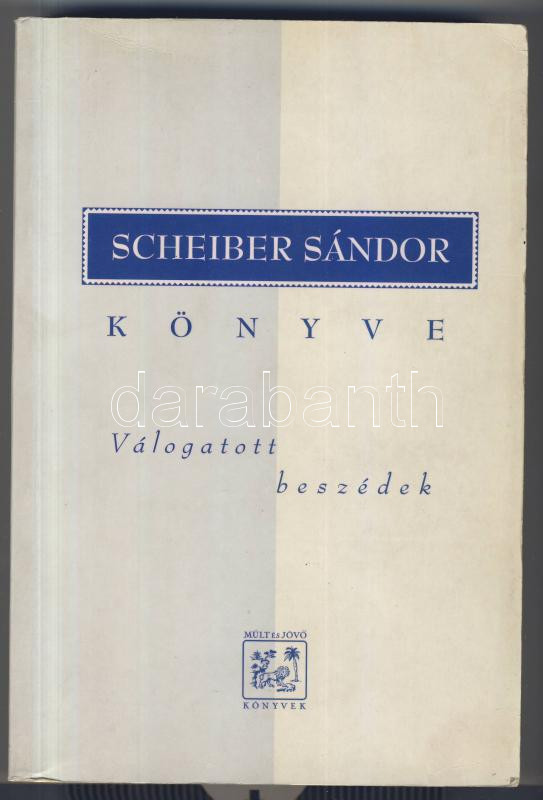 SCHEIBER SÁNDOR
KÖNYVE
darabanth
Válogatott
beszédek
MÚLT ÉS JÖVŐ
KÖNYVEK